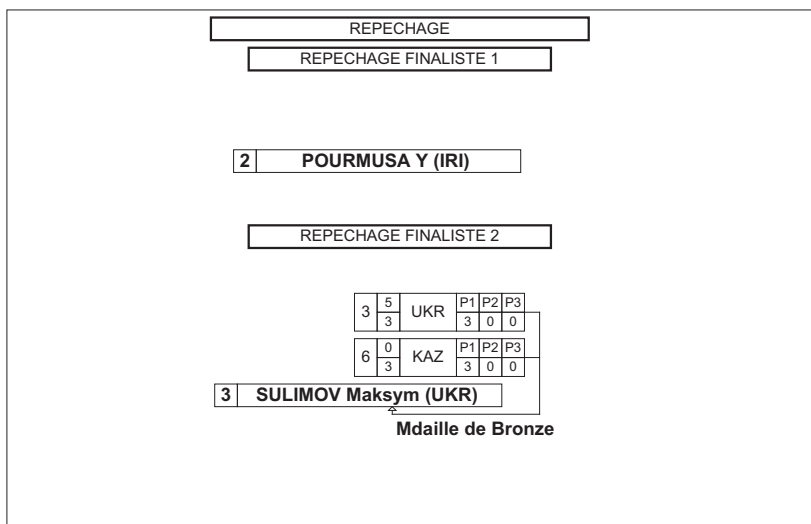 REPECHAGE
REPECHAGE FINALISTE 1
2 POURMUSA Y (IRI)
REPECHAGE FINALISTE 2
3 5 UKR P1 P2 P3
3 3 0 0
6 0 KAZ P1 P2 P3
3 3 0 0
3 SULIMOV Maksym (UKR)
Mdaille de Bronze